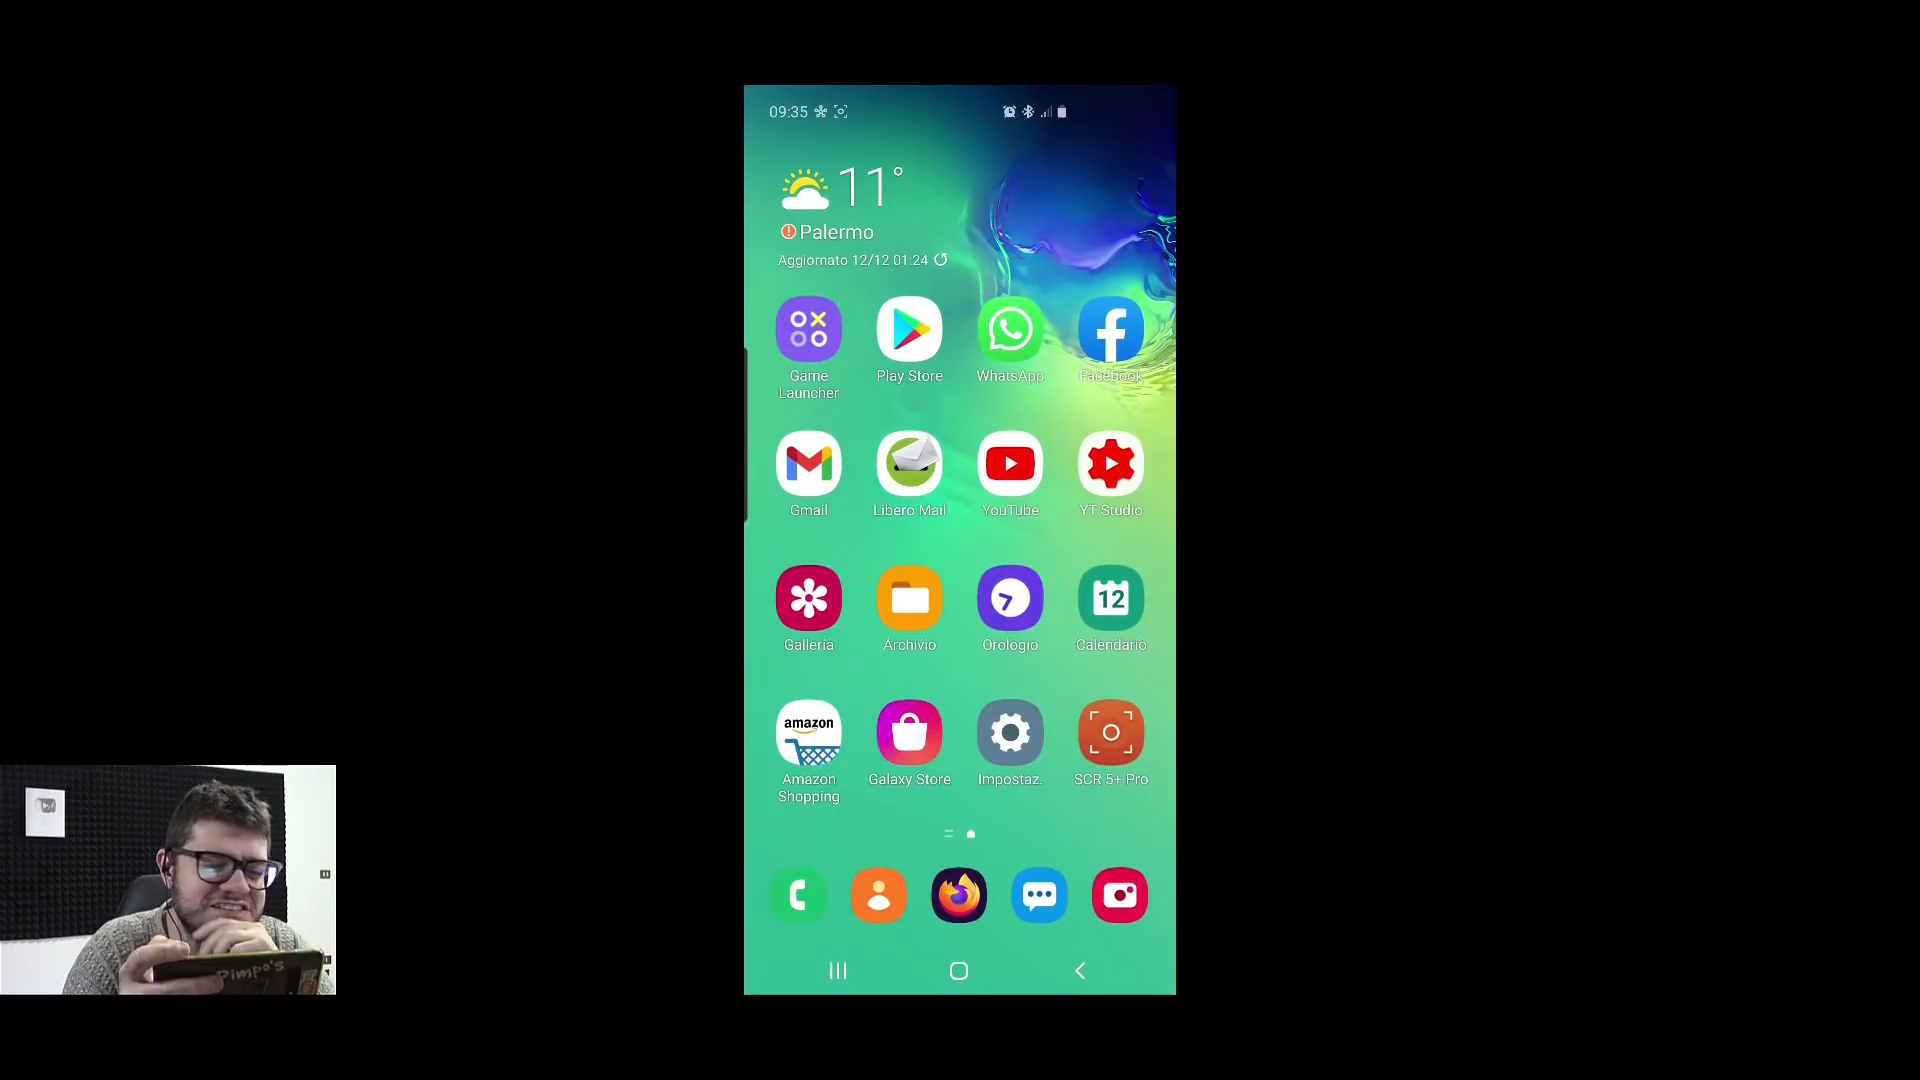 09:35
11°
Palermo
Aggiornato 12/12 01:24
Game Launcher
Play Store
WhatsApp
Facebook
Gmail
Libero Mail
YouTube
YT Studio
Galleria
Archivio
Orologio
12
Calendario
amazon
Amazon Shopping
Galaxy Store
Impostaz.
SCR 5+ Pro
Pimpo's